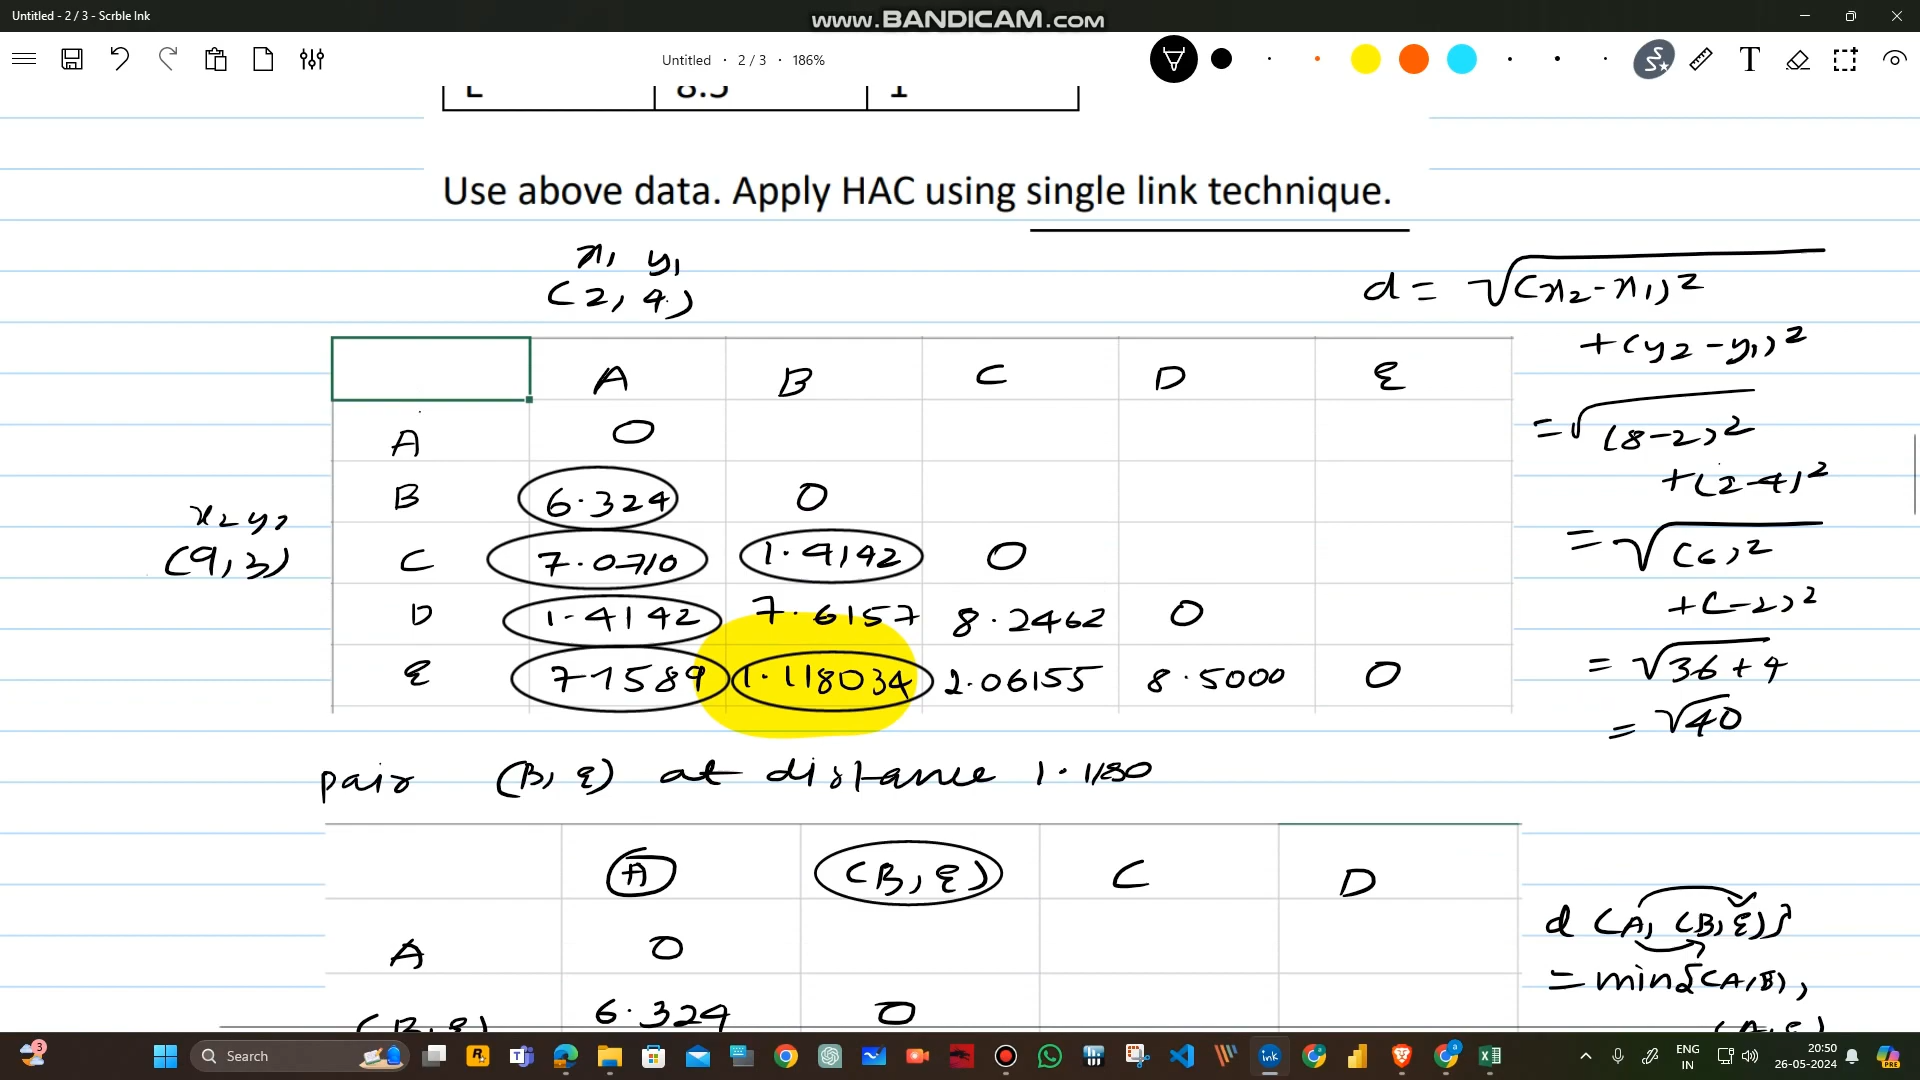 Untitled - 2 / 3 - Scrble Ink
www.BANDICAM.com
Untitled · 2 / 3 · 186%
T
E 8.5 1
Use above data. Apply HAC using single link technique.
x1 y1
(2, 4)
d = √(x2-x1)2
+(y2-y1)2
A B C D E
A 0
= √(8-2)2
+(2-4)2
B 6.324 0
x2 y2
(9,3)
C 7.0710 1.4142 0
= √(6)2
+(-2)2
D 1.4142 7.6157 8.2462 0
E 7.1589 1.118034 2.06155 8.5000 0
= √36+4
= √40
pair (B, E) at distance 1.1180
A (B, E) C D
d (A, (B, E)}
A 0
= min{(A,B),
(B, E) 6.324 0
(A, E)
3
Search
ENG
IN
20:50
26-05-2024